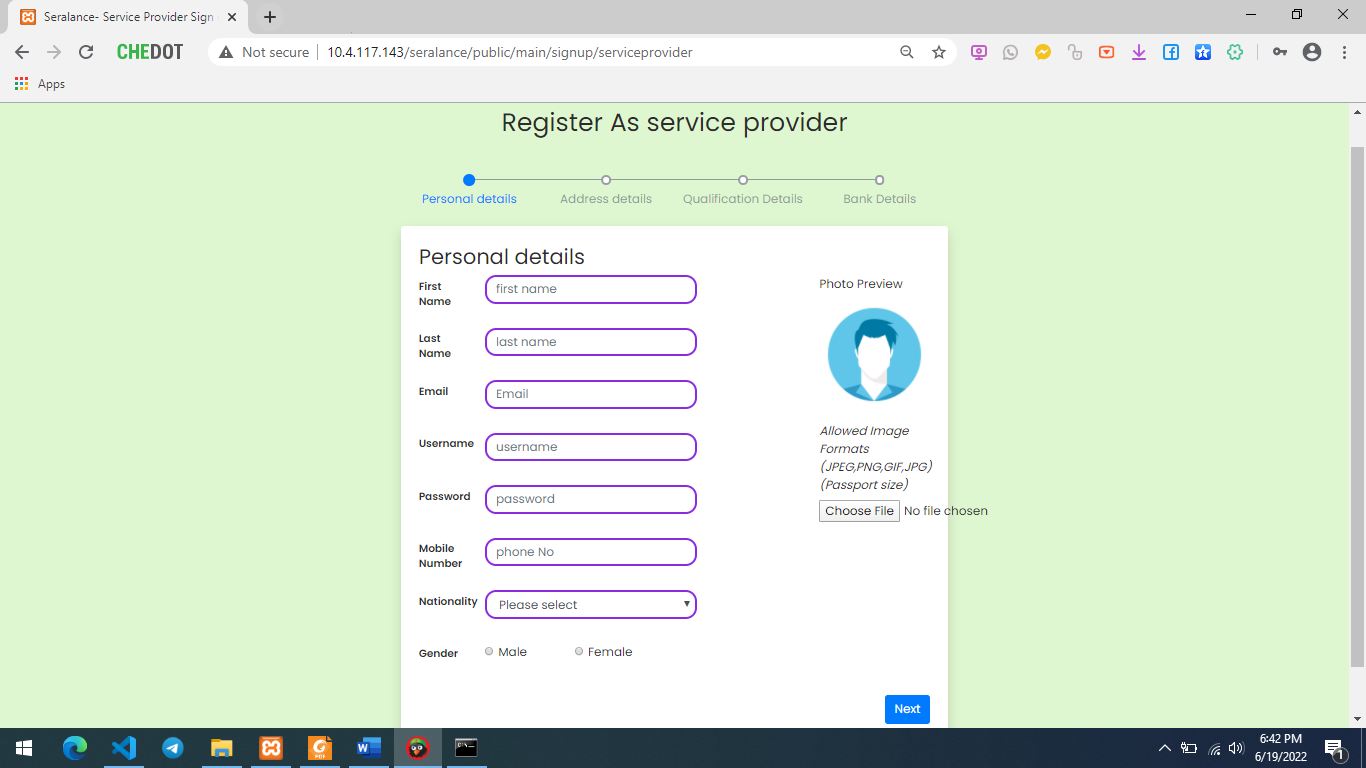 Seralance- Service Provider Sign
CHEDOT
Not secure
10.4.117.143/seralance/public/main/signup/serviceprovider
Apps
Register As service provider
Personal details
Address details
Qualification Details
Bank Details
Personal details
First
Name
first name
Last
Name
last name
Email
Email
Username
username
Password
password
Mobile
Number
phone No
Nationality
Please select
Gender
Male
Female
Photo Preview
Allowed Image
Formats
(JPEG,PNG,GIF,JPG)
(Passport size)
Choose File No file chosen
Next
6:42 PM
6/19/2022
1